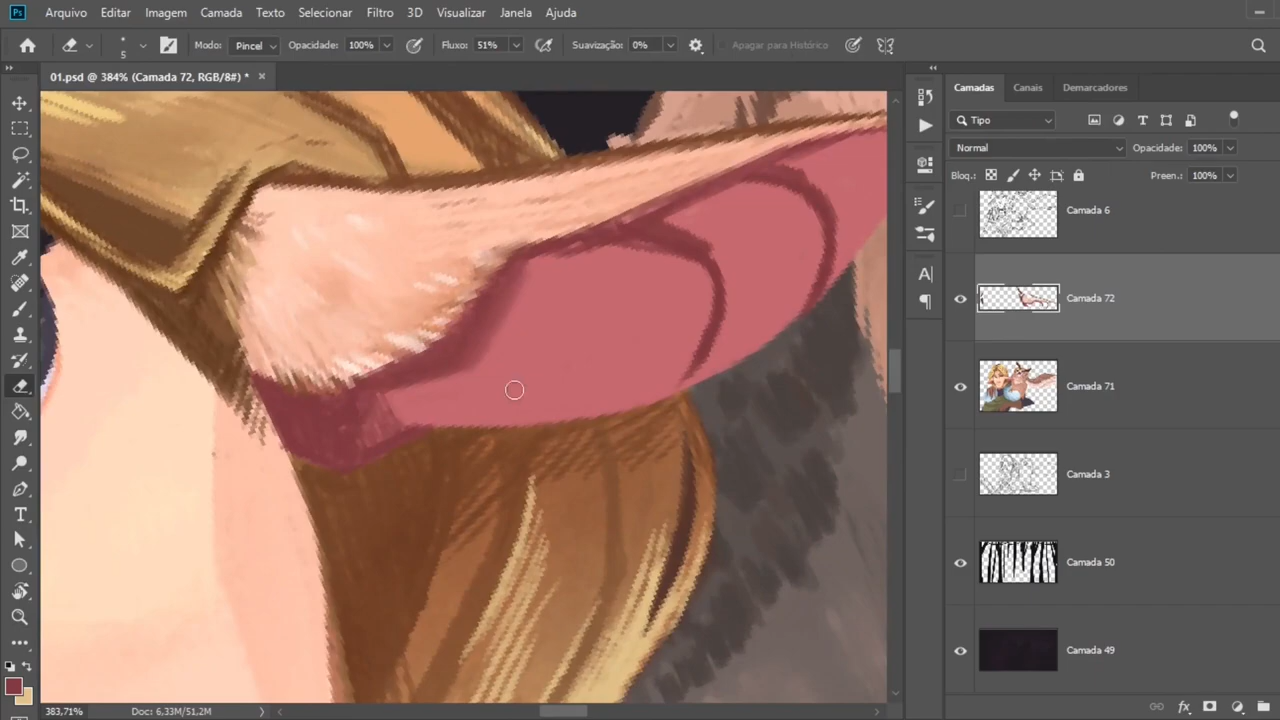 Ps Arquivo Editar Imagem Camada Texto Selecionar Filtro 3D Visualizar Janela Ajuda
5 Modo: Pincel Opacidade: 100% Fluxo: 51% Suavização: 0% Apagar para Histórico
01.psd @ 384% (Camada 72, RGB/8#) *
Camadas Canais Demarcadores
Tipo
Normal Opacidade: 100%
Bloq.: Preen.: 100%
Camada 6
Camada 72
Camada 71
Camada 3
Camada 50
Camada 49
383,71% Doc: 6,33M/51,2M